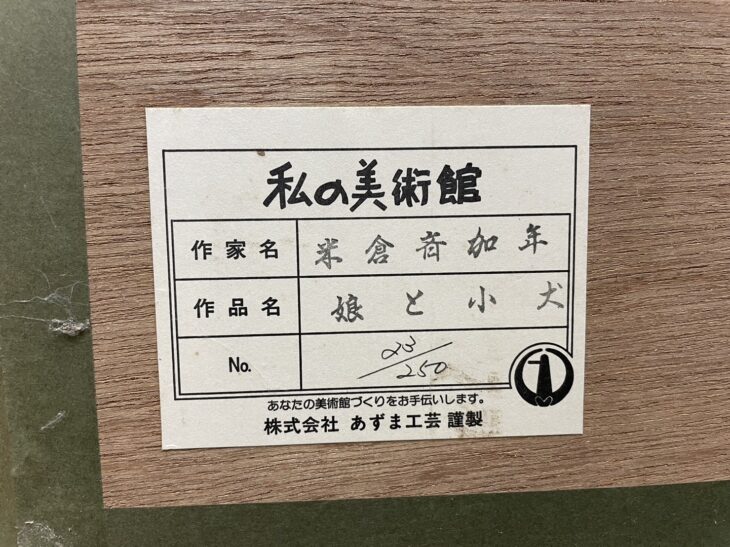 私の美術館
作家名 米倉斉加年
作品名 娘と小犬
No. 23/250
あなたの美術館づくりをお手伝いします。
株式会社 あずま工芸 謹製